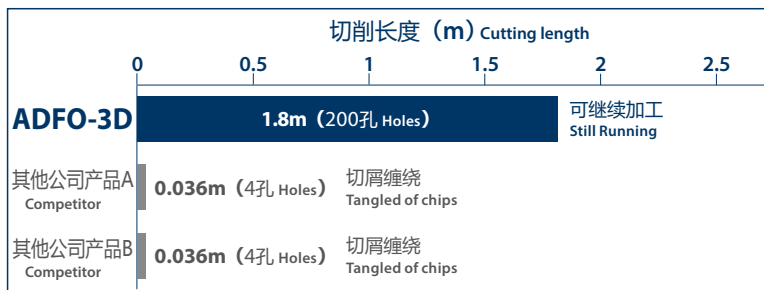 切削长度（m）Cutting length
0 0.5 1 1.5 2 2.5
ADFO-3D 1.8m（200孔 Holes） 可继续加工
Still Running
其他公司产品A 0.036m（4孔 Holes） 切屑缠绕
Competitor Tangled of chips
其他公司产品B 0.036m（4孔 Holes） 切屑缠绕
Competitor Tangled of chips